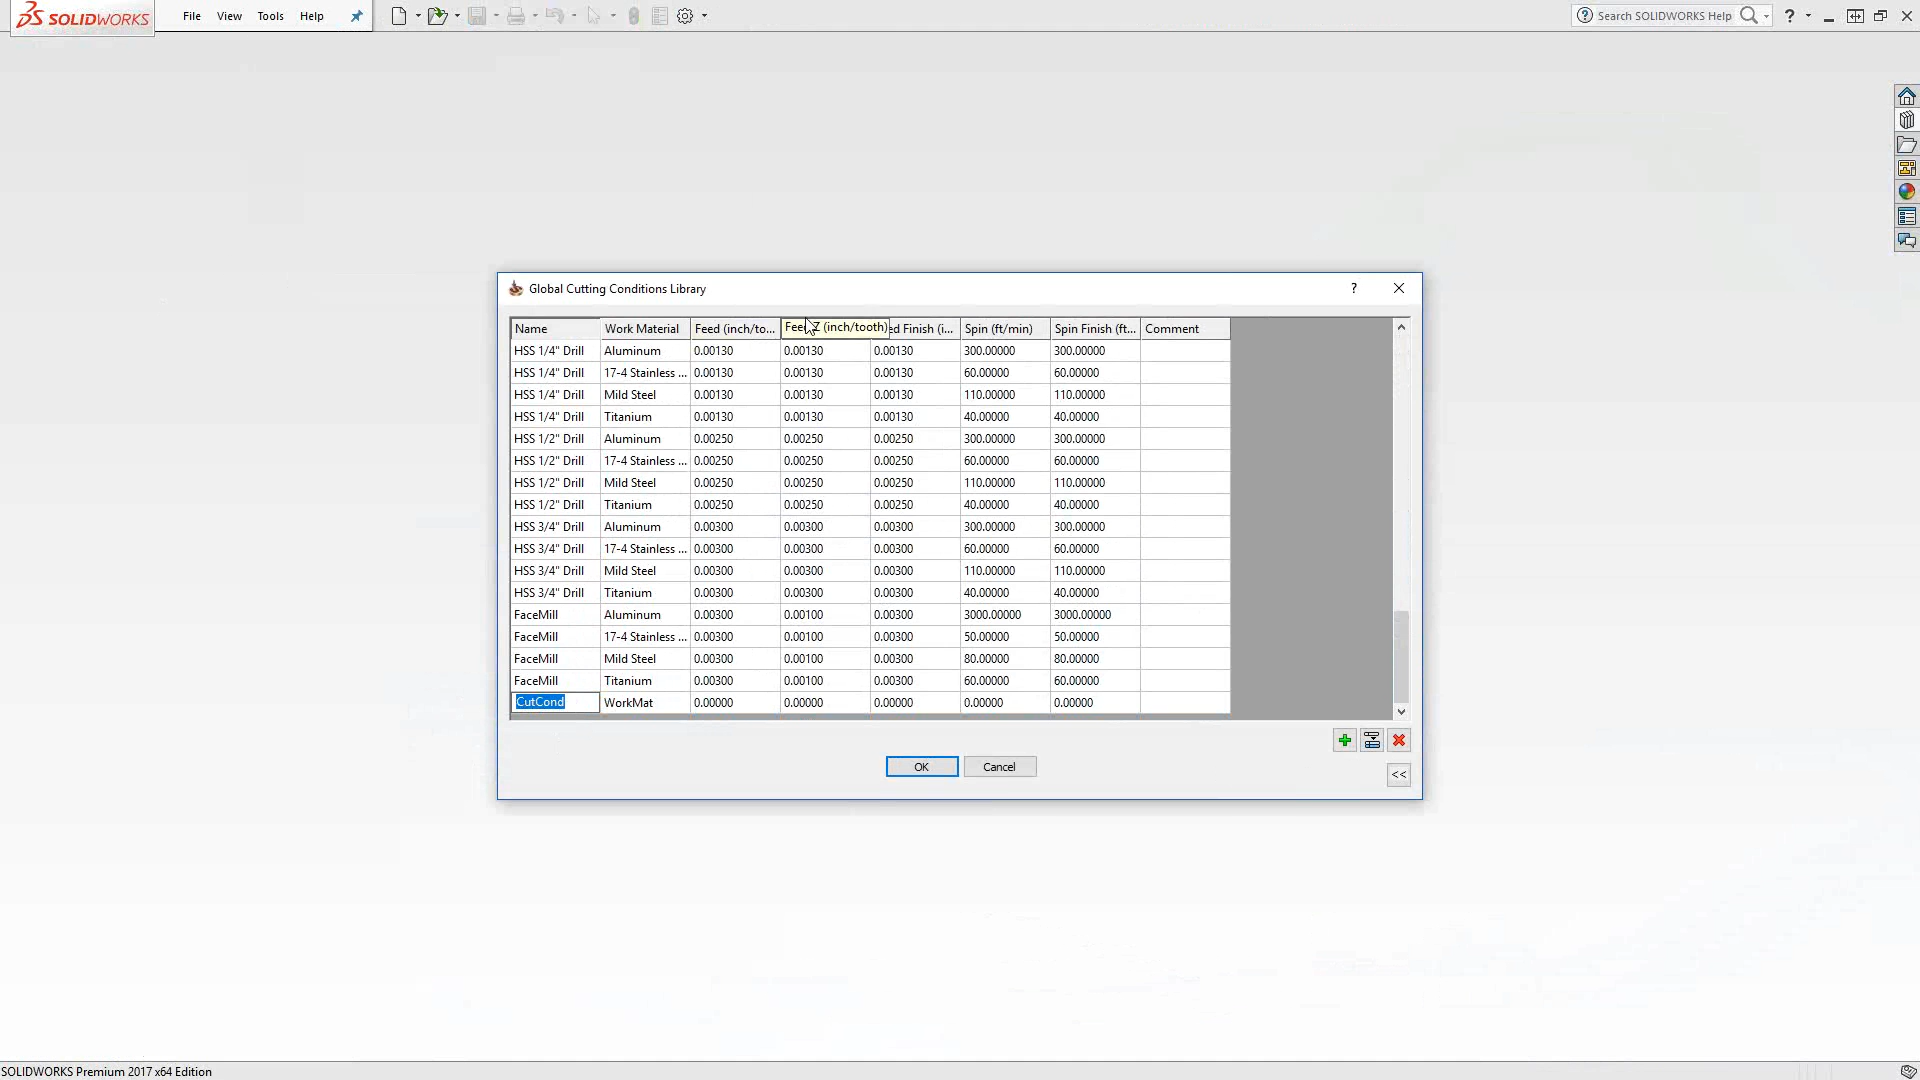 SOLIDWORKS File View Tools Help Search SOLIDWORKS Help ?
Global Cutting Conditions Library ?
Name Work Material Feed (inch/to... Feed Z (inch/tooth) ed Finish (i... Spin (ft/min) Spin Finish (ft... Comment
HSS 1/4" Drill Aluminum 0.00130 0.00130 0.00130 300.00000 300.00000
HSS 1/4" Drill 17-4 Stainless ... 0.00130 0.00130 0.00130 60.00000 60.00000
HSS 1/4" Drill Mild Steel 0.00130 0.00130 0.00130 110.00000 110.00000
HSS 1/4" Drill Titanium 0.00130 0.00130 0.00130 40.00000 40.00000
HSS 1/2" Drill Aluminum 0.00250 0.00250 0.00250 300.00000 300.00000
HSS 1/2" Drill 17-4 Stainless ... 0.00250 0.00250 0.00250 60.00000 60.00000
HSS 1/2" Drill Mild Steel 0.00250 0.00250 0.00250 110.00000 110.00000
HSS 1/2" Drill Titanium 0.00250 0.00250 0.00250 40.00000 40.00000
HSS 3/4" Drill Aluminum 0.00300 0.00300 0.00300 300.00000 300.00000
HSS 3/4" Drill 17-4 Stainless ... 0.00300 0.00300 0.00300 60.00000 60.00000
HSS 3/4" Drill Mild Steel 0.00300 0.00300 0.00300 110.00000 110.00000
HSS 3/4" Drill Titanium 0.00300 0.00300 0.00300 40.00000 40.00000
FaceMill Aluminum 0.00300 0.00100 0.00300 3000.00000 3000.00000
FaceMill 17-4 Stainless ... 0.00300 0.00100 0.00300 50.00000 50.00000
FaceMill Mild Steel 0.00300 0.00100 0.00300 80.00000 80.00000
FaceMill Titanium 0.00300 0.00100 0.00300 60.00000 60.00000
CutCond WorkMat 0.00000 0.00000 0.00000 0.00000 0.00000
OK Cancel
<<
SOLIDWORKS Premium 2017 x64 Edition